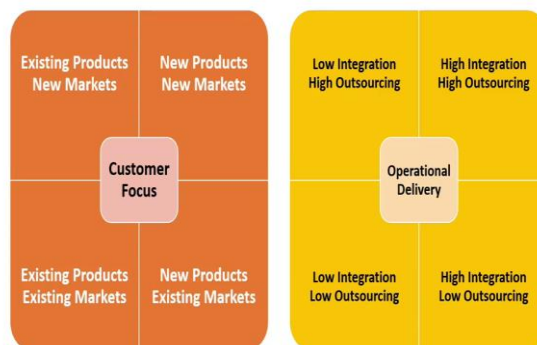 Existing Products
New Markets
New Products
New Markets
Customer
Focus
Existing Products
Existing Markets
New Products
Existing Markets
Low Integration
High Outsourcing
High Integration
High Outsourcing
Operational
Delivery
Low Integration
Low Outsourcing
High Integration
Low Outsourcing